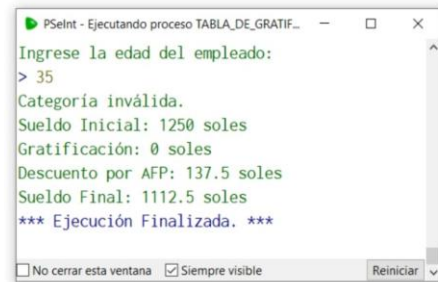 PSeInt - Ejecutando proceso TABLA_DE_GRATIF...
Ingrese la edad del empleado:
> 35
Categoría inválida.
Sueldo Inicial: 1250 soles
Gratificación: 0 soles
Descuento por AFP: 137.5 soles
Sueldo Final: 1112.5 soles
*** Ejecución Finalizada. ***
No cerrar esta ventana Siempre visible Reiniciar